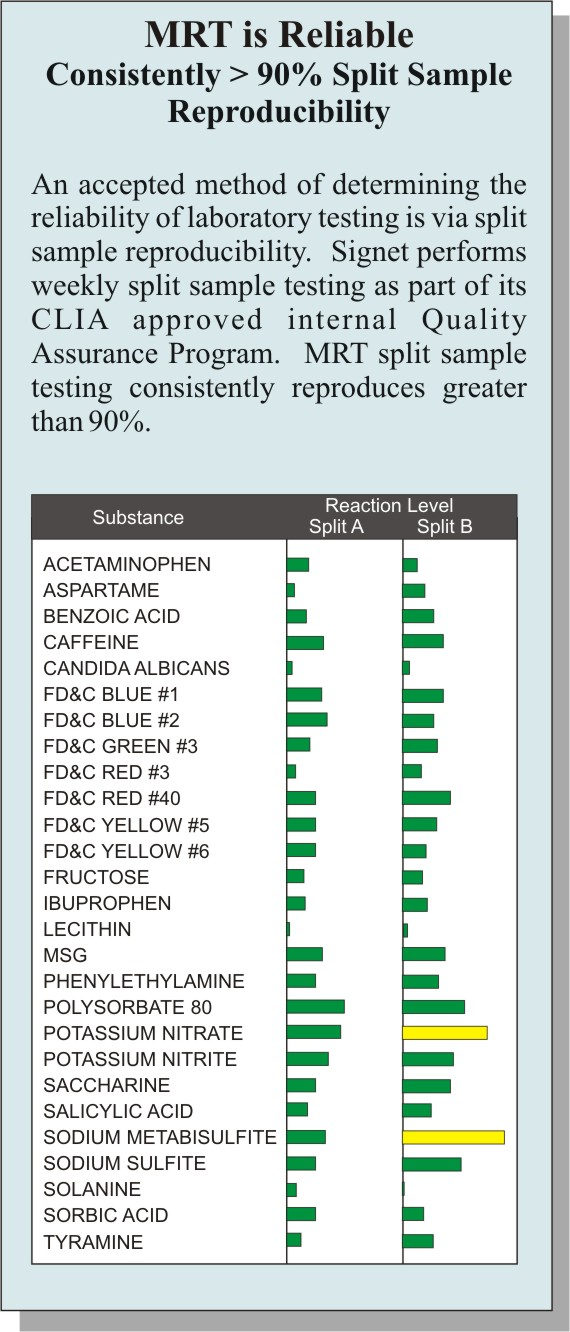 MRT is Reliable
Consistently > 90% Split Sample
Reproducibility
An accepted method of determining the
reliability of laboratory testing is via split
sample reproducibility. Signet performs
weekly split sample testing as part of its
CLIA approved internal Quality
Assurance Program. MRT split sample
testing consistently reproduces greater
than 90%.
Reaction Level
Substance Split A Split B
ACETAMINOPHEN
ASPARTAME
BENZOIC ACID
CAFFEINE
CANDIDA ALBICANS
FD&C BLUE #1
FD&C BLUE #2
FD&C GREEN #3
FD&C RED #3
FD&C RED #40
FD&C YELLOW #5
FD&C YELLOW #6
FRUCTOSE
IBUPROPHEN
LECITHIN
MSG
PHENYLETHYLAMINE
POLYSORBATE 80
POTASSIUM NITRATE
POTASSIUM NITRITE
SACCHARINE
SALICYLIC ACID
SODIUM METABISULFITE
SODIUM SULFITE
SOLANINE
SORBIC ACID
TYRAMINE